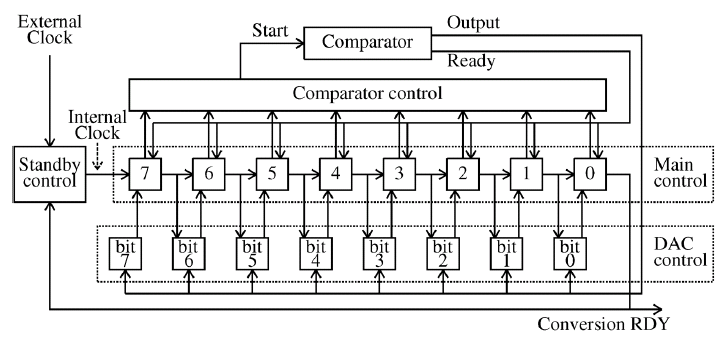 External
Clock
Start
Comparator
Output
Ready
Internal
Clock
Comparator control
Standby
control
7
6
5
4
3
2
1
0
Main
control
bit
7
bit
6
bit
5
bit
4
bit
3
bit
2
bit
1
bit
0
DAC
control
Conversion RDY